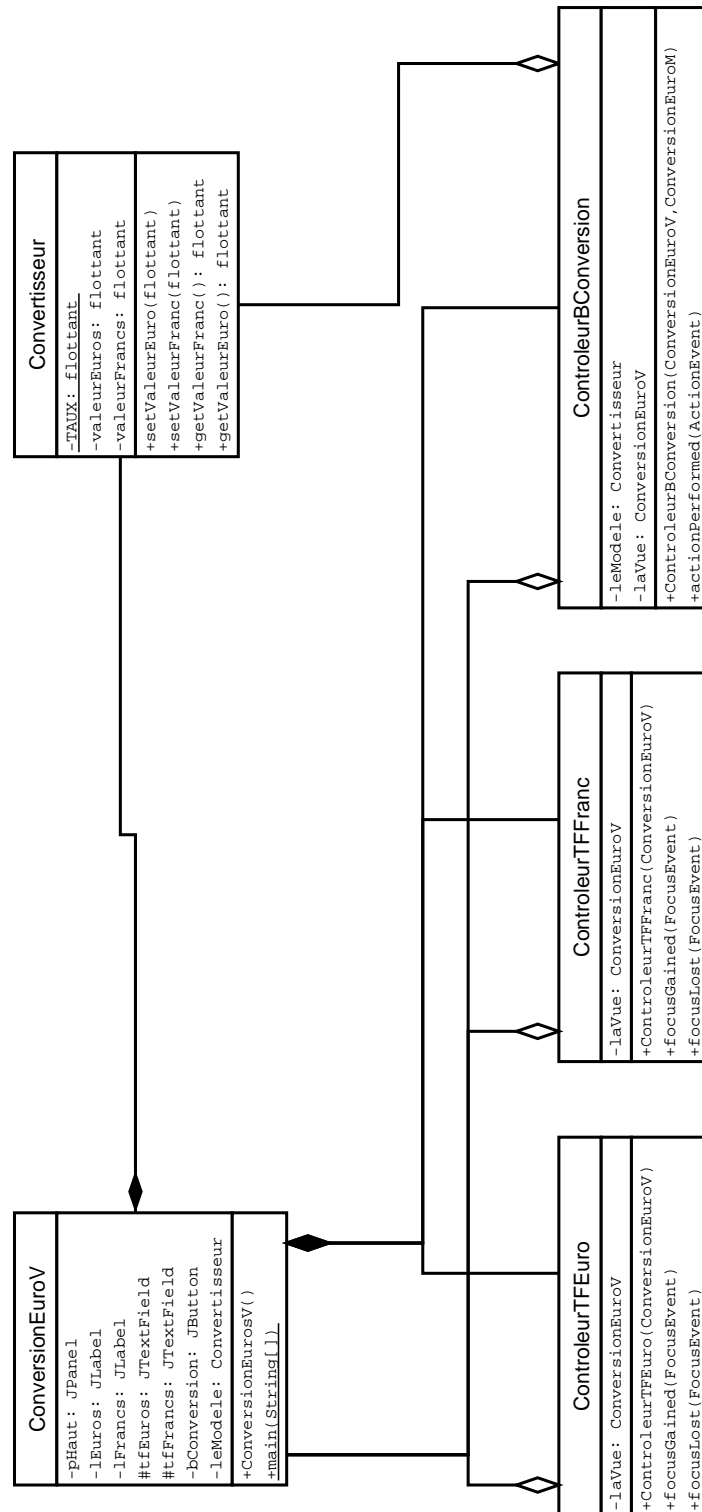 ConversionEuroV
-pHaut: JPanel
-lEuros: JLabel
-lFrancs: JLabel
#tfEuros: JTextField
#tfFrancs: JTextField
-bConversion: JButton
-leModele: Convertisseur
+ConversionEurosV()
+main(String[])
Convertisseur
-TAUX: flottant
-valeurEuros: flottant
-valeurFrancs: flottant
+setValeurEuro(flottant)
+setValeurFranc(flottant)
+getValeurFranc(): flottant
+getValeurEuro(): flottant
ControleurTFEuro
-laVue: ConversionEuroV
+ControleurTFEuro(ConversionEuroV)
+focusGained(FocusEvent)
+focusLost(FocusEvent)
ControleurTFFranc
-laVue: ConversionEuroV
+ControleurTFFranc(ConversionEuroV)
+focusGained(FocusEvent)
+focusLost(FocusEvent)
ControleurBConversion
-leModele: Convertisseur
-laVue: ConversionEuroV
+ControleurBConversion(ConversionEuroV,ConversionEuroM)
+actionPerformed(ActionEvent)